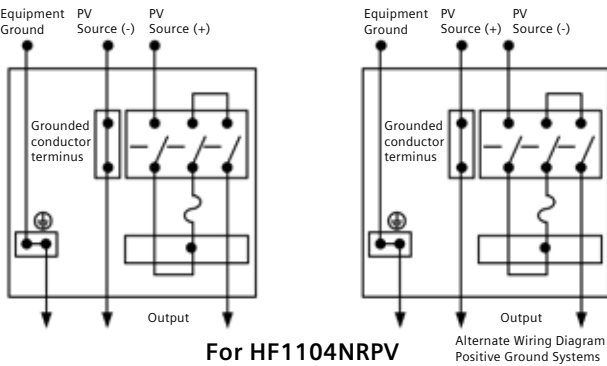 Equipment
Ground
PV
Source (-)
PV
Source (+)
Grounded
conductor
terminus
Output
Equipment
Ground
PV
Source (+)
PV
Source (-)
Grounded
conductor
terminus
Output
For HF1104NRPV
Alternate Wiring Diagram
Positive Ground Systems